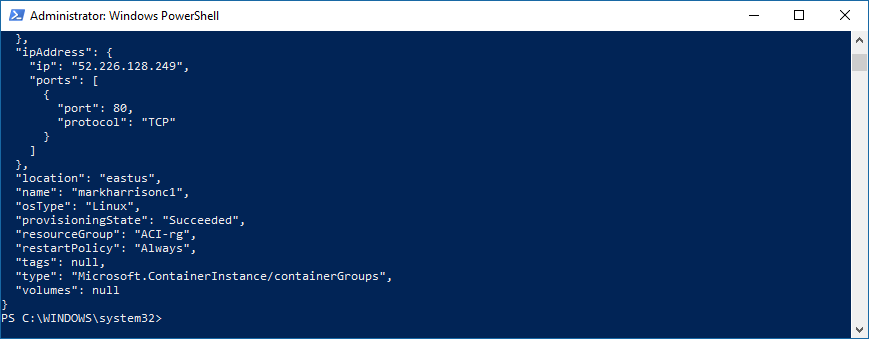 Administrator: Windows PowerShell
  },
  "ipAddress": {
    "ip": "52.226.128.249",
    "ports": [
      {
        "port": 80,
        "protocol": "TCP"
      }
    ]
  },
  "location": "eastus",
  "name": "markharrisonc1",
  "osType": "Linux",
  "provisioningState": "Succeeded",
  "resourceGroup": "ACI-rg",
  "restartPolicy": "Always",
  "tags": null,
  "type": "Microsoft.ContainerInstance/containerGroups",
  "volumes": null
}
PS C:\WINDOWS\system32>